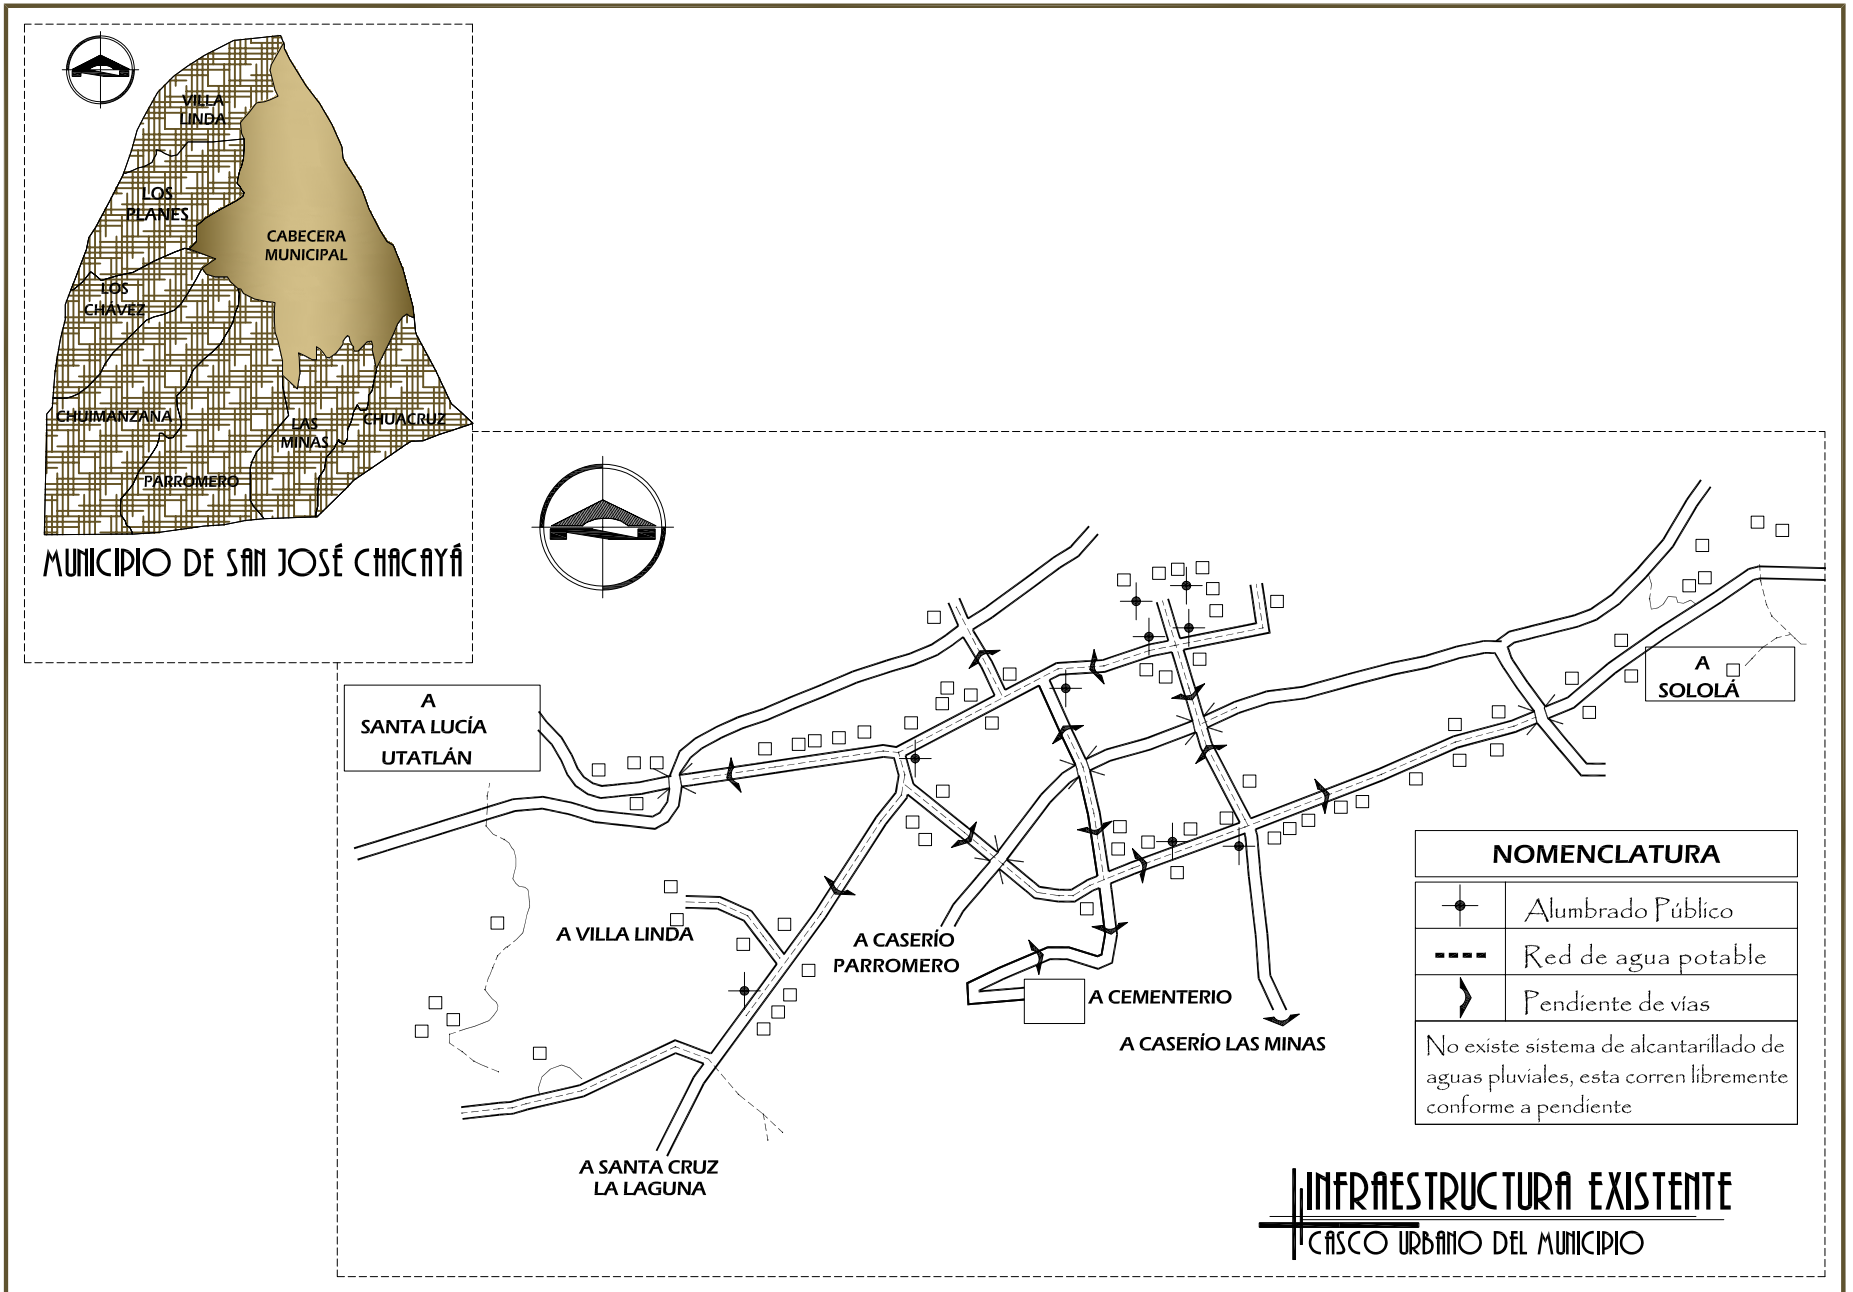 VILLA
LINDA
LOS
PLANES
CABECERA
MUNICIPAL
LOS
CHÁVEZ
CHUIMANZANA
LAS
MINAS
CHUACRUZ
PARROMERO
MUNICIPIO DE SAN JOSÉ CHACAYÁ
A
SANTA LUCÍA
UTATLÁN
A
SOLOLÁ
A VILLA LINDA
A CASERÍO
PARROMERO
A CEMENTERIO
A CASERÍO LAS MINAS
A SANTA CRUZ
LA LAGUNA
NOMENCLATURA
Alumbrado Público
Red de agua potable
Pendiente de vías
No existe sistema de alcantarillado de
aguas pluviales, esta corren libremente
conforme a pendiente
INFRAESTRUCTURA EXISTENTE
CASCO URBANO DEL MUNICIPIO